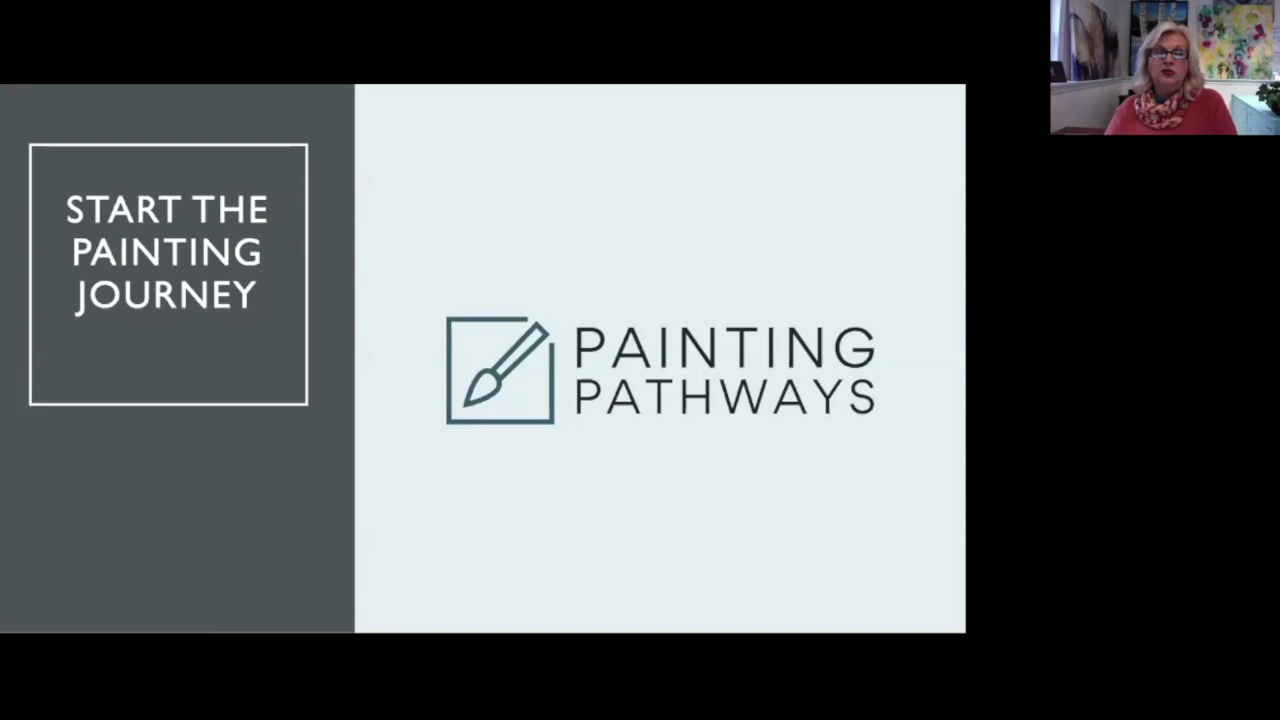 START THE
PAINTING
JOURNEY
PAINTING
PATHWAYS